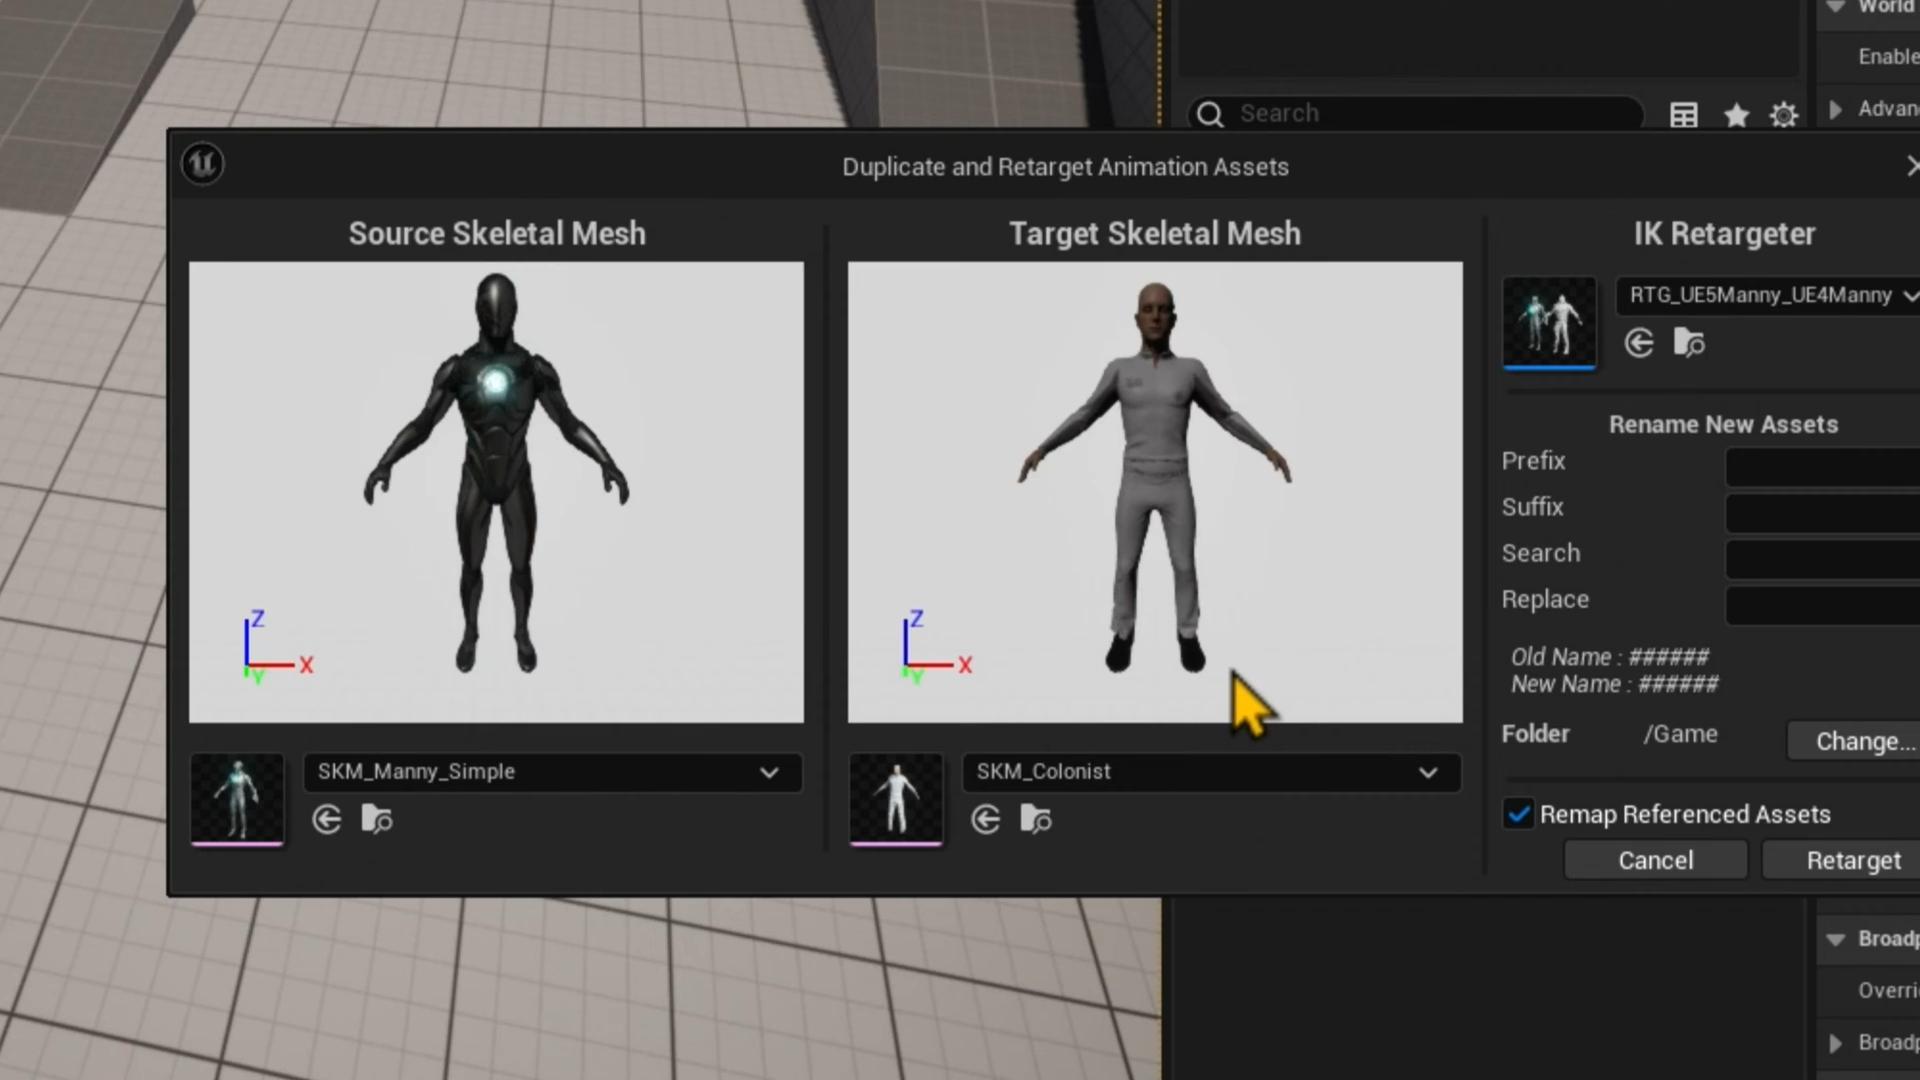 World
Enable
Search
Advan
Duplicate and Retarget Animation Assets
Source Skeletal Mesh
Target Skeletal Mesh
IK Retargeter
RTG_UE5Manny_UE4Manny
Rename New Assets
Prefix
Suffix
Search
Replace
Old Name : ######
New Name : ######
Folder /Game Change...
Z
X
Y
Z
X
Y
SKM_Manny_Simple
SKM_Colonist
Remap Referenced Assets
Cancel Retarget
Broadp
Overri
Broadp